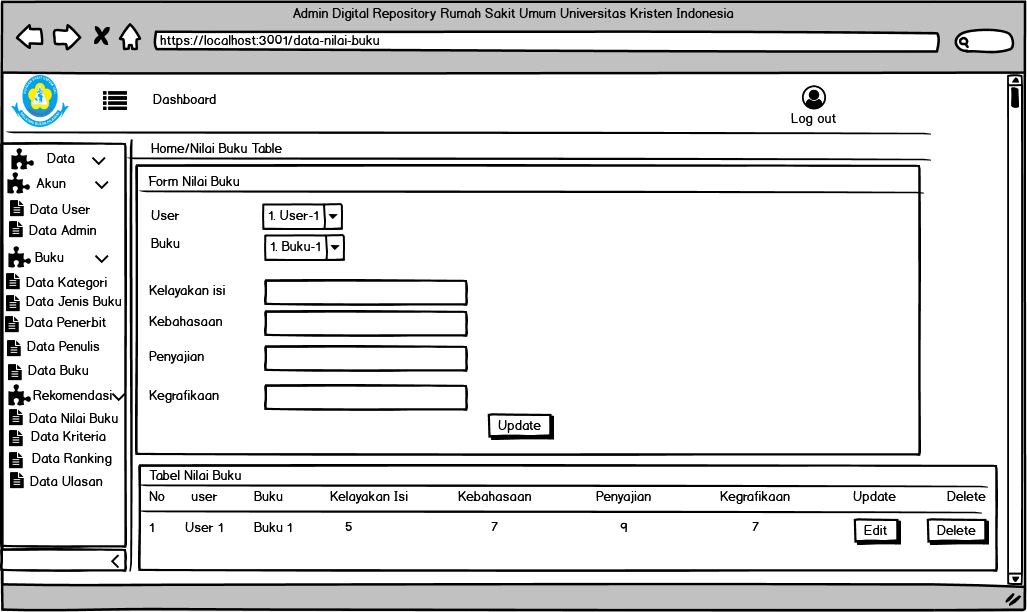 Admin Digital Repository Rumah Sakit Umum Universitas Kristen Indonesia
https://localhost:3001/data-nilai-buku
Dashboard
Log out
Data
Akun
Data User
Data Admin
Buku
Data Kategori
Data Jenis Buku
Data Penerbit
Data Penulis
Data Buku
Rekomendasi
Data Nilai Buku
Data Kriteria
Data Ranking
Data Ulasan
Home/Nilai Buku Table
Form Nilai Buku
User 1. User-1
Buku 1. Buku-1
Kelayakan isi
Kebahasaan
Penyajian
Kegrafikaan
Update
Tabel Nilai Buku
No user Buku Kelayakan Isi Kebahasaan Penyajian Kegrafikaan Update Delete
1 User 1 Buku 1 5 7 9 7 Edit Delete